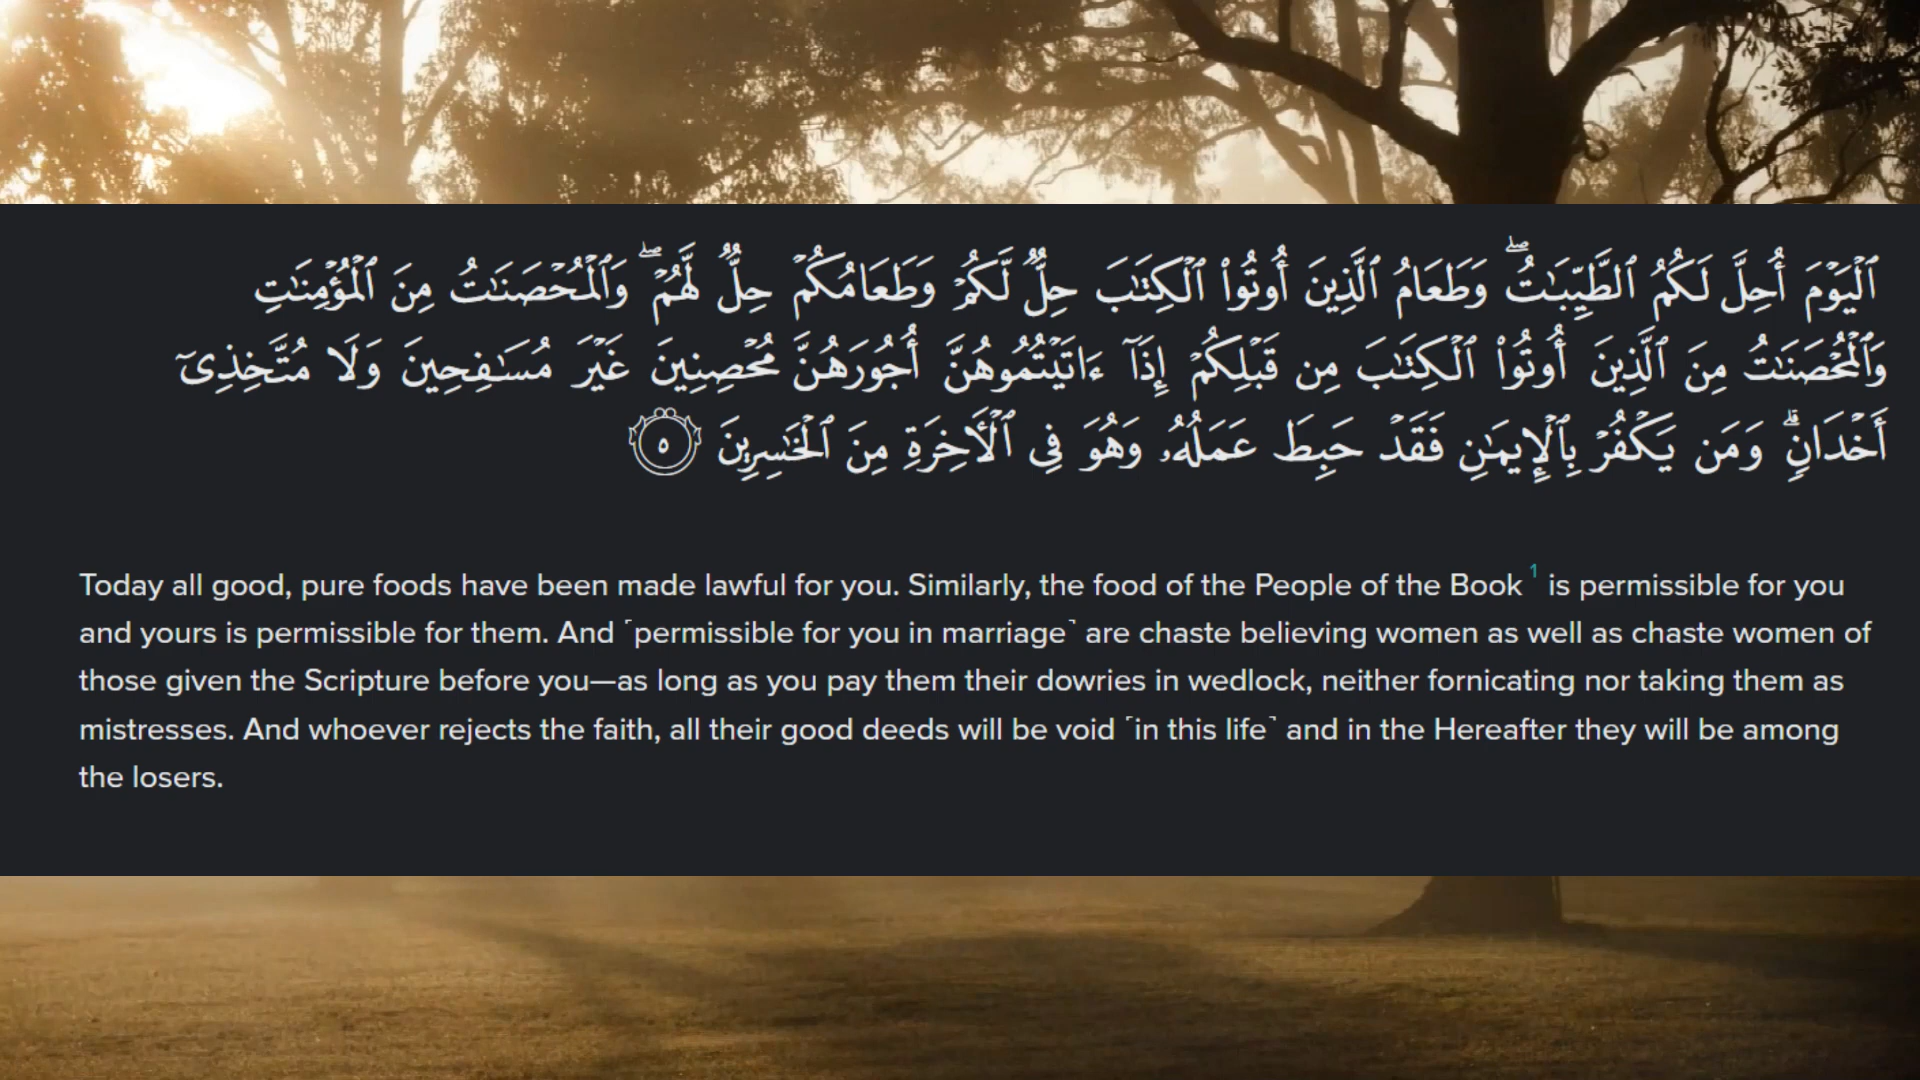 ٱلْيَوْمَ أُحِلَّ لَكُمُ ٱلطَّيِّبَـٰتُ ۖ وَطَعَامُ ٱلَّذِينَ أُوتُوا۟ ٱلْكِتَـٰبَ حِلٌّ لَّكُمْ وَطَعَامُكُمْ حِلٌّ لَّهُمْ ۖ وَٱلْمُحْصَنَـٰتُ مِنَ ٱلْمُؤْمِنَـٰتِ
وَٱلْمُحْصَنَـٰتُ مِنَ ٱلَّذِينَ أُوتُوا۟ ٱلْكِتَـٰبَ مِن قَبْلِكُمْ إِذَآ ءَاتَيْتُمُوهُنَّ أُجُورَهُنَّ مُحْصِنِينَ غَيْرَ مُسَـٰفِحِينَ وَلَا مُتَّخِذِىٓ
أَخْدَانٍ ۗ وَمَن يَكْفُرْ بِٱلْإِيمَـٰنِ فَقَدْ حَبِطَ عَمَلُهُۥ وَهُوَ فِى ٱلْـَٔاخِرَةِ مِنَ ٱلْخَـٰسِرِينَ ٥
Today all good, pure foods have been made lawful for you. Similarly, the food of the People of the Book 1 is permissible for you
and yours is permissible for them. And ˹permissible for you in marriage˺ are chaste believing women as well as chaste women of
those given the Scripture before you—as long as you pay them their dowries in wedlock, neither fornicating nor taking them as
mistresses. And whoever rejects the faith, all their good deeds will be void ˹in this life˺ and in the Hereafter they will be among
the losers.